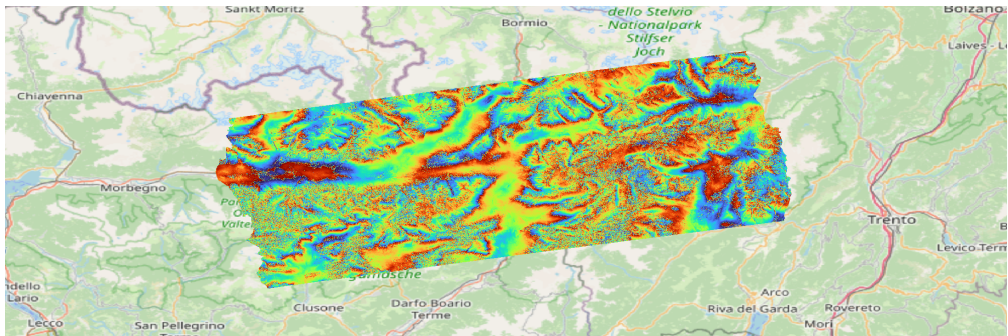 Sankt Moritz
Bormio
dello Stelvio
- Nationalpark
Stilfser
Joch
Bolzano
Laives - L
Chiavenna
Morbegno
Trento
Levico Term
Clusone
Darfo Boario
Terme
Arco
Riva del Garda
Rovereto
Mori
Lario
Lecco
San Pellegrino